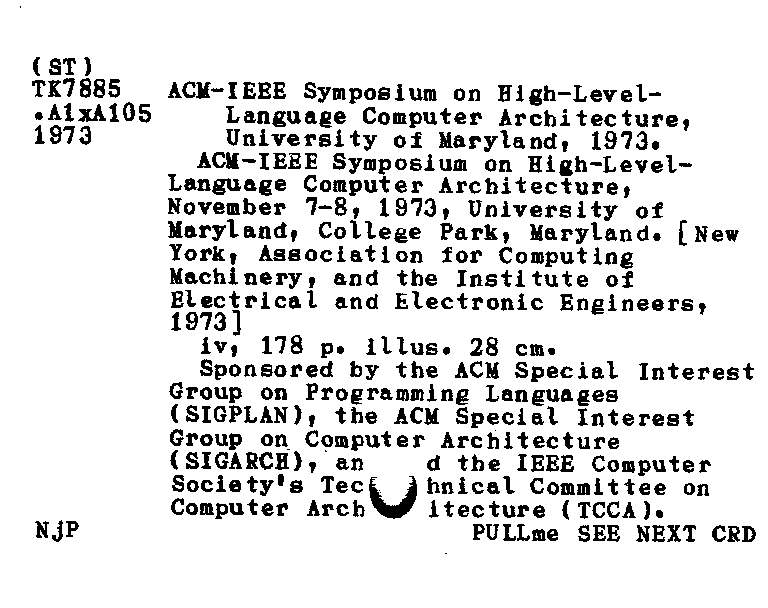 (ST)
TK7885 ACM-IEEE Symposium on High-Level-
.A1xA105 Language Computer Architecture,
1973 University of Maryland, 1973.
ACM-IEEE Symposium on High-Level-
Language Computer Architecture,
November 7-8, 1973, University of
Maryland, College Park, Maryland. [New
York, Association for Computing
Machinery, and the Institute of
Electrical and Electronic Engineers,
1973]
iv, 178 p. illus. 28 cm.
Sponsored by the ACM Special Interest
Group on Programming Languages
(SIGPLAN), the ACM Special Interest
Group on Computer Architecture
(SIGARCH), an d the IEEE Computer
Society's Tec hnical Committee on
Computer Arch itecture (TCCA).
NjP PULLme SEE NEXT CRD